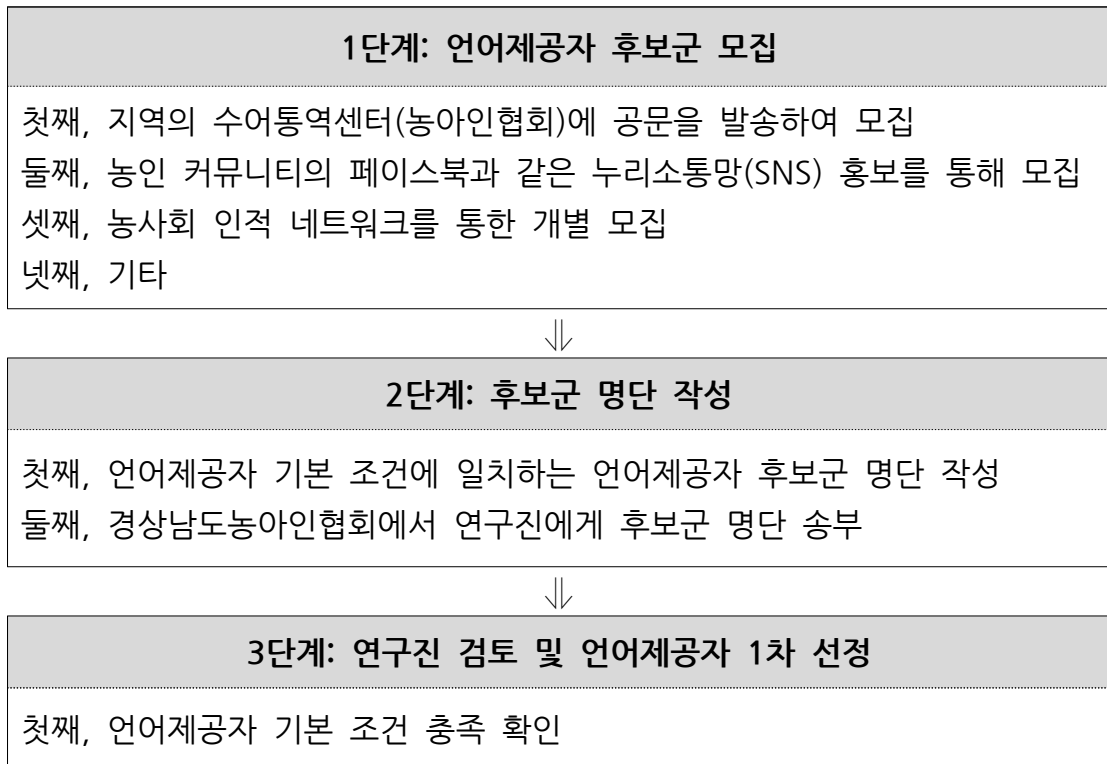 1단계: 언어제공자 후보군 모집
첫째, 지역의 수어통역센터(농아인협회)에 공문을 발송하여 모집
둘째, 농인 커뮤니티의 페이스북과 같은 누리소통망(SNS) 홍보를 통해 모집
셋째, 농사회 인적 네트워크를 통한 개별 모집
넷째, 기타
⇓
2단계: 후보군 명단 작성
첫째, 언어제공자 기본 조건에 일치하는 언어제공자 후보군 명단 작성
둘째, 경상남도농아인협회에서 연구진에게 후보군 명단 송부
⇓
3단계: 연구진 검토 및 언어제공자 1차 선정
첫째, 언어제공자 기본 조건 충족 확인